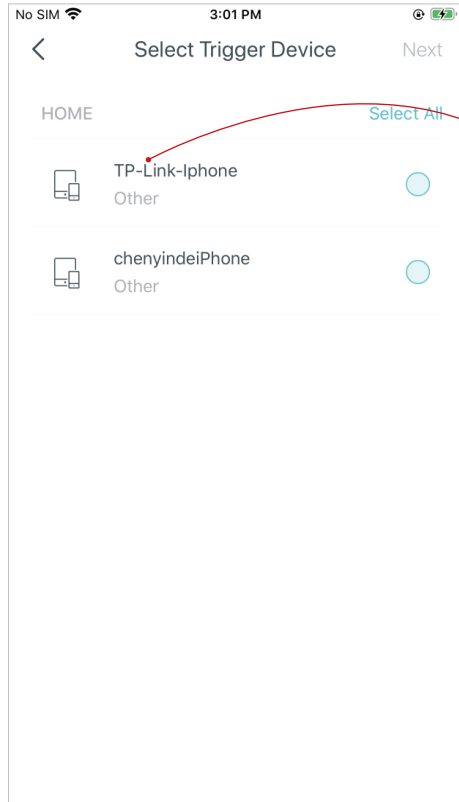 No SIM 3:01 PM
Select Trigger Device Next
HOME Select All
TP-Link-Iphone
Other
chenyindeiPhone
Other